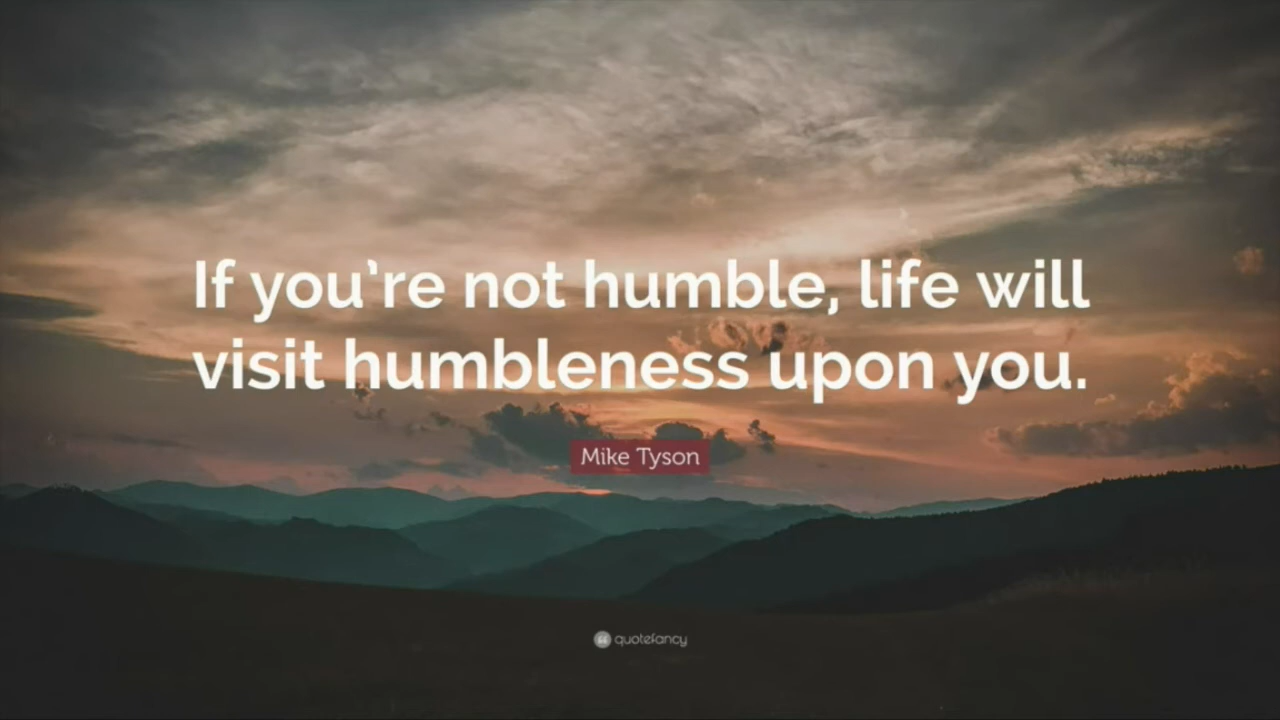 If you’re not humble, life will
visit humbleness upon you.
Mike Tyson
quotefancy